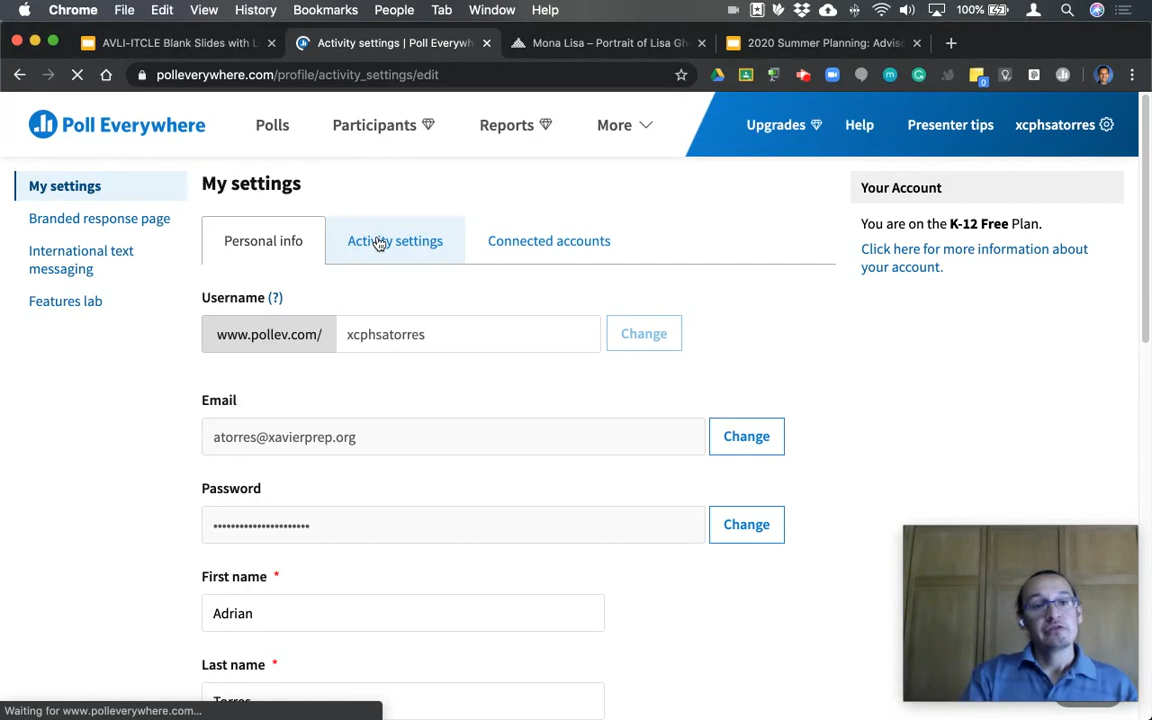 Chrome File Edit View History Bookmarks People Tab Window Help 100%
AVLI-ITCLE Blank Slides with L Activity settings | Poll Everywh Mona Lisa – Portrait of Lisa Gh 2020 Summer Planning: Adviso
polleverywhere.com/profile/activity_settings/edit
0
Poll Everywhere Polls Participants Reports More Upgrades Help Presenter tips xcphsatorres
My settings
Branded response page
International text
messaging
Features lab
My settings
Personal info Activity settings Connected accounts
Username (?)
www.pollev.com/ xcphsatorres Change
Email
atorres@xavierprep.org Change
Password
Change
First name *
Adrian
Last name *
Torres
Your Account
You are on the K-12 Free Plan.
Click here for more information about
your account.
Waiting for www.polleverywhere.com...